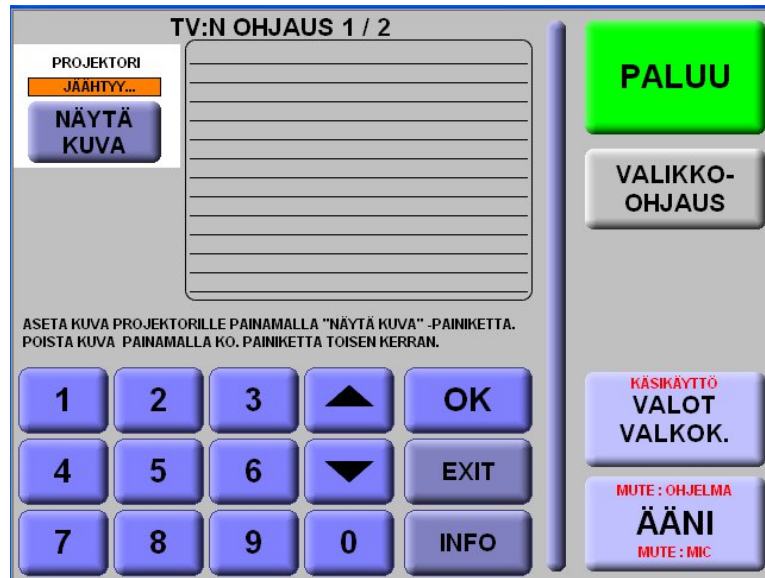 TV:N OHJAUS 1 / 2
PROJEKTORI
JÄÄHTYY...
NÄYTÄ
KUVA
PALUU
VALIKKO-
OHJAUS
ASETA KUVA PROJEKTORILLE PAINAMALLA "NÄYTÄ KUVA" -PAINIKETTA.
POISTA KUVA PAINAMALLA KO. PAINIKETTA TOISEN KERRAN.
1 2 3 OK
4 5 6 EXIT
7 8 9 0 INFO
KÄSIKÄYTTÖ
VALOT
VALKOK.
MUTE : OHJELMA
ÄÄNI
MUTE : MIC